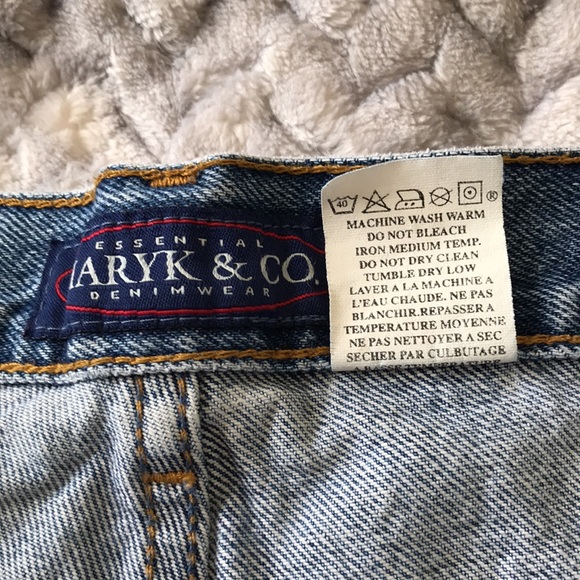 ESSENTIAL
ARYK & CO.
DENIMWEAR
40
®
MACHINE WASH WARM
DO NOT BLEACH
IRON MEDIUM TEMP.
DO NOT DRY CLEAN
TUMBLE DRY LOW
LAVER A LA MACHINE A
L'EAU CHAUDE. NE PAS
BLANCHIR.REPASSER A
TEMPERATURE MOYENNE
NE PAS NETTOYER A SEC
SECHER PAR CULBUTAGE